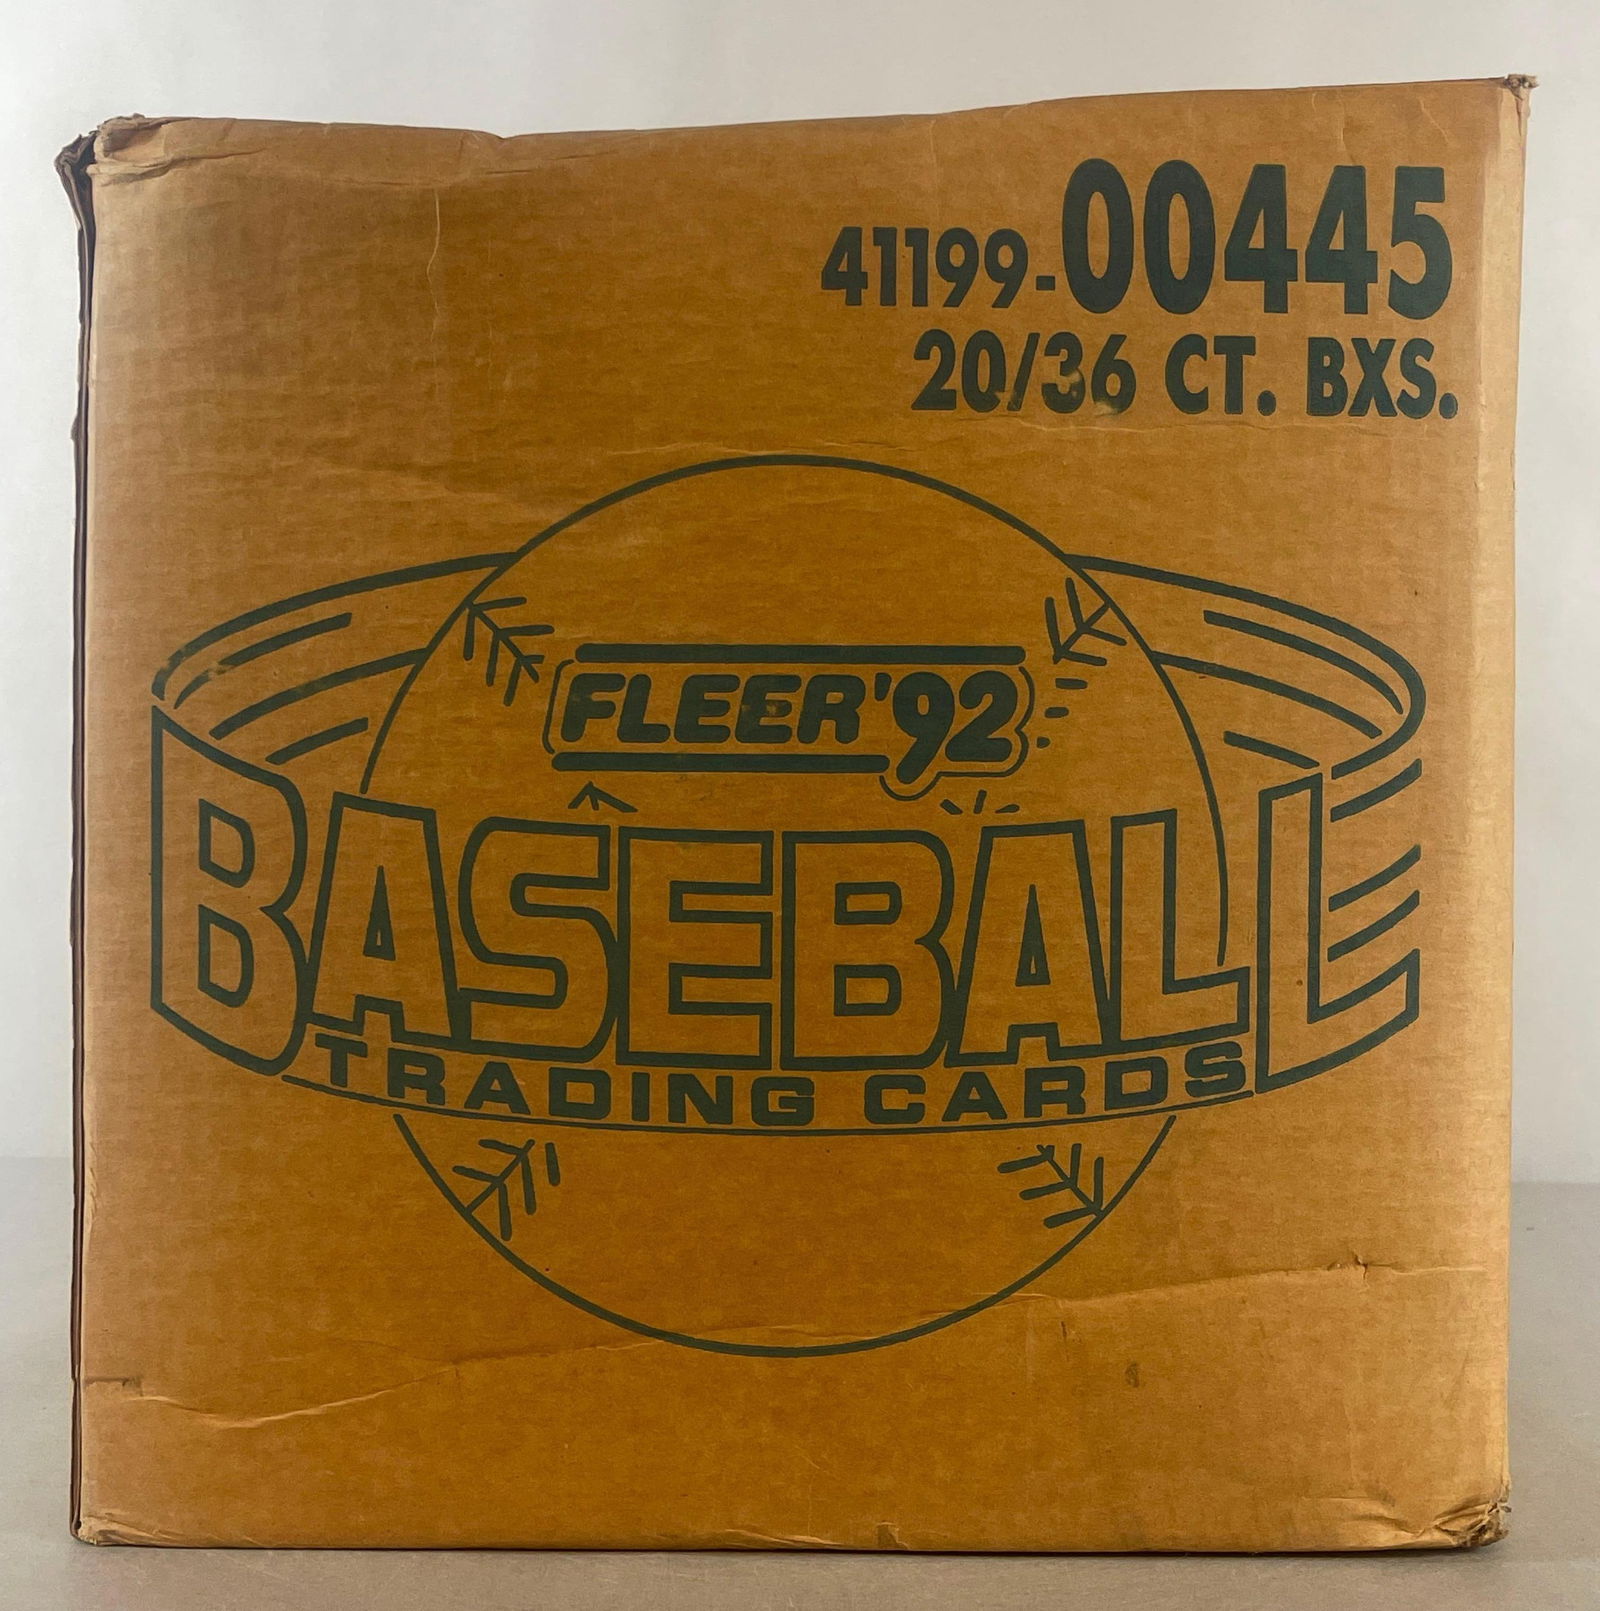 41199-00445
20/36 CT. BXS.
FLEER'92
BASEBALL
TRADING CARDS